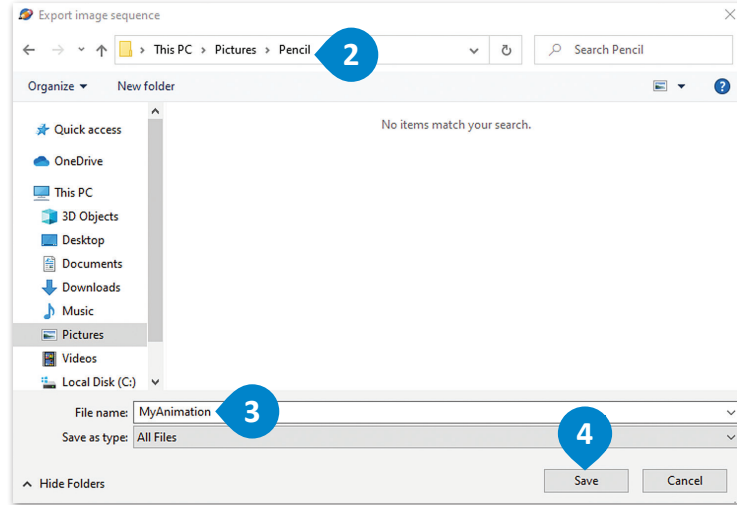 Export image sequence
This PC > Pictures > Pencil
2
Search Pencil
Organize
New folder
?
No items match your search.
Quick access
OneDrive
This PC
3D Objects
Desktop
Documents
Downloads
Music
Pictures
Videos
Local Disk (C:)
File name: MyAnimation
3
Save as type: All Files
4
Hide Folders
Save
Cancel